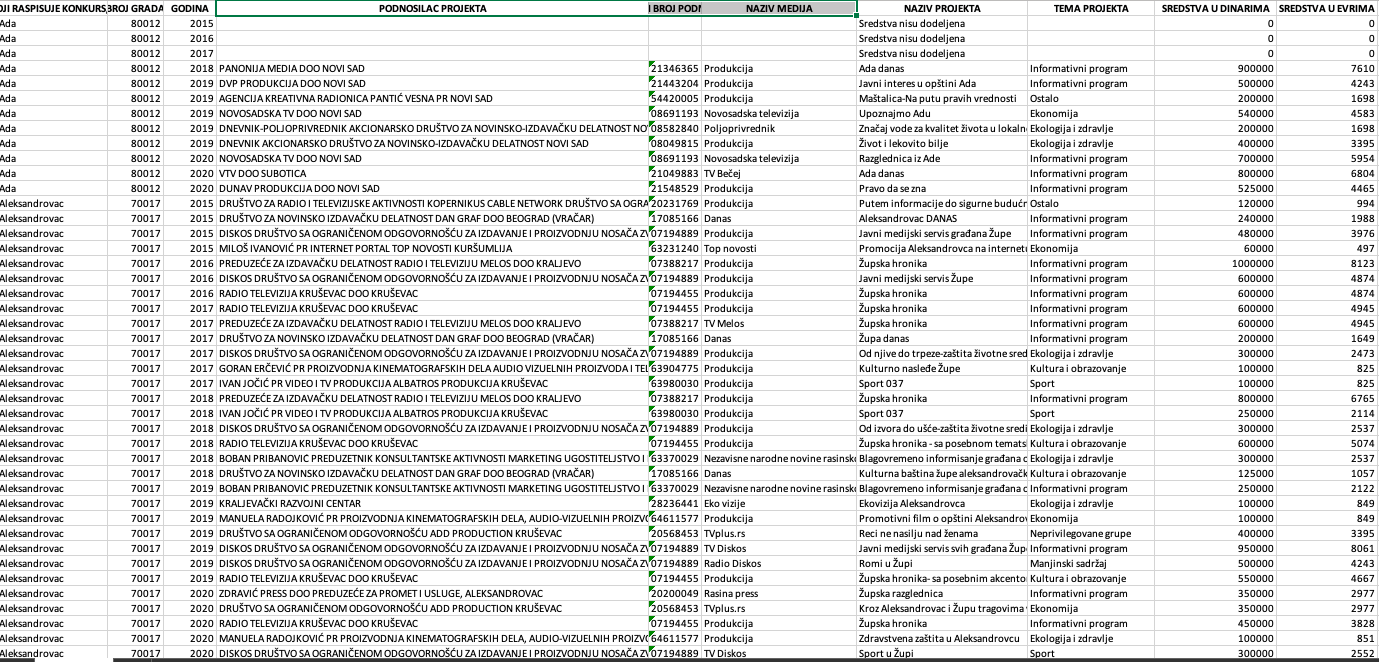 OJI RASPISUJE KONKURS BROJ GRADA GODINA PODNOSILAC PROJEKTA BROJ PODN NAZIV MEDIJA NAZIV PROJEKTA TEMA PROJEKTA SREDSTVA U DINARIMA SREDSTVA U EVRIMA
Ada 80012 2015 Sredstva nisu dodeljena 0 0
Ada 80012 2016 Sredstva nisu dodeljena 0 0
Ada 80012 2017 Sredstva nisu dodeljena 0 0
Ada 80012 2018 PANONIJA MEDIA DOO NOVI SAD 21346365 Produkcija Ada danas Informativni program 900000 7610
Ada 80012 2019 DVP PRODUKCIJA DOO NOVI SAD 21443204 Produkcija Javni interes u opštini Ada Informativni program 500000 4243
Ada 80012 2019 AGENCIJA KREATIVNA RADIONICA PANTIĆ VESNA PR NOVI SAD 54420005 Produkcija Maštalica-Na putu pravih vrednosti Ostalo 200000 1698
Ada 80012 2019 NOVOSADSKA TV DOO NOVI SAD 08691193 Novosadska televizija Upoznajmo Adu Ekonomija 540000 4583
Ada 80012 2019 DNEVNIK-POLJOPRIVREDNIK AKCIONARSKO DRUŠTVO ZA NOVINSKO-IZDAVAČKU DELATNOST NO 08582840 Poljoprivrednik Značaj vode za kvalitet života u lokaln Ekologija i zdravlje 200000 1698
Ada 80012 2019 DNEVNIK AKCIONARSKO DRUŠTVO ZA NOVINSKO-IZDAVAČKU DELATNOST NOVI SAD 08049815 Produkcija Život i lekovito bilje Ekologija i zdravlje 400000 3395
Ada 80012 2020 NOVOSADSKA TV DOO NOVI SAD 08691193 Novosadska televizija Razglednica iz Ade Informativni program 700000 5954
Ada 80012 2020 VTV DOO SUBOTICA 21049883 TV Bečej Ada danas Informativni program 800000 6804
Ada 80012 2020 DUNAV PRODUKCIJA DOO NOVI SAD 21548529 Produkcija Pravo da se zna Informativni program 525000 4465
Aleksandrovac 70017 2015 DRUŠTVO ZA RADIO I TELEVIZIJSKE AKTIVNOSTI KOPERNIKUS CABLE NETWORK DRUŠTVO SA OGRA 20231769 Produkcija Putem informacije do sigurne budućn Ostalo 120000 994
Aleksandrovac 70017 2015 DRUŠTVO ZA NOVINSKO IZDAVAČKU DELATNOST DAN GRAF DOO BEOGRAD (VRAČAR) 17085166 Danas Aleksandrovac DANAS Informativni program 240000 1988
Aleksandrovac 70017 2015 DISKOS DRUŠTVO SA OGRANIČENOM ODGOVORNOŠĆU ZA IZDAVANJE I PROIZVODNJU NOSAČA ZV 07194889 Produkcija Javni medijski servis građana Župe Informativni program 480000 3976
Aleksandrovac 70017 2015 MILOŠ IVANOVIĆ PR INTERNET PORTAL TOP NOVOSTI KURŠUMLIJA 63231240 Top novosti Promocija Aleksandrovca na internetu Ekonomija 60000 497
Aleksandrovac 70017 2016 PREDUZEĆE ZA IZDAVAČKU DELATNOST RADIO I TELEVIZIJU MELOS DOO KRALJEVO 07388217 Produkcija Župska hronika Informativni program 1000000 8123
Aleksandrovac 70017 2016 DISKOS DRUŠTVO SA OGRANIČENOM ODGOVORNOŠĆU ZA IZDAVANJE I PROIZVODNJU NOSAČA ZV 07194889 Produkcija Javni medijski servis Župe Informativni program 600000 4874
Aleksandrovac 70017 2016 RADIO TELEVIZIJA KRUŠEVAC DOO KRUŠEVAC 07194455 Produkcija Župska hronika Informativni program 600000 4874
Aleksandrovac 70017 2017 RADIO TELEVIZIJA KRUŠEVAC DOO KRUŠEVAC 07194455 Produkcija Župska hronika Informativni program 600000 4945
Aleksandrovac 70017 2017 PREDUZEĆE ZA IZDAVAČKU DELATNOST RADIO I TELEVIZIJU MELOS DOO KRALJEVO 07388217 TV Melos Župska hronika Informativni program 600000 4945
Aleksandrovac 70017 2017 DRUŠTVO ZA NOVINSKO IZDAVAČKU DELATNOST DAN GRAF DOO BEOGRAD (VRAČAR) 17085166 Danas Župa danas Informativni program 200000 1649
Aleksandrovac 70017 2017 DISKOS DRUŠTVO SA OGRANIČENOM ODGOVORNOŠĆU ZA IZDAVANJE I PROIZVODNJU NOSAČA ZV 07194889 Produkcija Od njive do trpeze-zaštita životne sred Ekologija i zdravlje 300000 2473
Aleksandrovac 70017 2017 GORAN ERČEVIĆ PR PROIZVODNJA KINEMATOGRAFSKIH DELA AUDIO VIZUELNIH PROIZVODA I TEL 63904775 Produkcija Kulturno nasleđe Župe Kultura i obrazovanje 100000 825
Aleksandrovac 70017 2017 IVAN JOČIĆ PR VIDEO I TV PRODUKCIJA ALBATROS PRODUKCIJA KRUŠEVAC 63980030 Produkcija Sport 037 Sport 100000 825
Aleksandrovac 70017 2018 PREDUZEĆE ZA IZDAVAČKU DELATNOST RADIO I TELEVIZIJU MELOS DOO KRALJEVO 07388217 Produkcija Župska hronika Informativni program 800000 6765
Aleksandrovac 70017 2018 IVAN JOČIĆ PR VIDEO I TV PRODUKCIJA ALBATROS PRODUKCIJA KRUŠEVAC 63980030 Produkcija Sport 037 Sport 250000 2114
Aleksandrovac 70017 2018 DISKOS DRUŠTVO SA OGRANIČENOM ODGOVORNOŠĆU ZA IZDAVANJE I PROIZVODNJU NOSAČA ZV 07194889 Produkcija Od izvora do ušće-zaštita životne sredi Ekologija i zdravlje 300000 2537
Aleksandrovac 70017 2018 RADIO TELEVIZIJA KRUŠEVAC DOO KRUŠEVAC 07194455 Produkcija Župska hronika - sa posebnom temats Kultura i obrazovanje 600000 5074
Aleksandrovac 70017 2018 BOBAN PRIBANOVIĆ PREDUZETNIK KONSULTANTSKE AKTIVNOSTI MARKETING UGOSTITELJSTVO I 63370029 Nezavisne narodne novine rasinsko Blagovremeno informisanje građana o Ekologija i zdravlje 300000 2537
Aleksandrovac 70017 2018 DRUŠTVO ZA NOVINSKO IZDAVAČKU DELATNOST DAN GRAF DOO BEOGRAD (VRAČAR) 17085166 Danas Kulturna baština župe aleksandrovačk Kultura i obrazovanje 125000 1057
Aleksandrovac 70017 2019 BOBAN PRIBANOVIĆ PREDUZETNIK KONSULTANTSKE AKTIVNOSTI MARKETING UGOSTITELJSTVO I 63370029 Nezavisne narodne novine rasinsko Blagovremeno informisanje građana o Informativni program 250000 2122
Aleksandrovac 70017 2019 KRALJEVAČKI RAZVOJNI CENTAR 28236441 Eko vizije Ekovizija Aleksandrovca Ekologija i zdravlje 100000 849
Aleksandrovac 70017 2019 MANUELA RADOJKOVIĆ PR PROIZVODNJA KINEMATOGRAFSKIH DELA, AUDIO-VIZUELNIH PROIZVO 64611577 Produkcija Promotivni film o opštini Aleksandrov Ekonomija 100000 849
Aleksandrovac 70017 2019 DRUŠTVO SA OGRANIČENOM ODGOVORNOŠĆU ADD PRODUCTION KRUŠEVAC 20568453 TVplus.rs Reci ne nasilju nad ženama Neprivilegovane grupe 400000 3395
Aleksandrovac 70017 2019 DISKOS DRUŠTVO SA OGRANIČENOM ODGOVORNOŠĆU ZA IZDAVANJE I PROIZVODNJU NOSAČA ZV 07194889 TV Diskos Javni medijski servis svih građana Žup Informativni program 950000 8061
Aleksandrovac 70017 2019 DISKOS DRUŠTVO SA OGRANIČENOM ODGOVORNOŠĆU ZA IZDAVANJE I PROIZVODNJU NOSAČA ZV 07194889 Radio Diskos Romi u Župi Manjinski sadržaj 500000 4243
Aleksandrovac 70017 2019 RADIO TELEVIZIJA KRUŠEVAC DOO KRUŠEVAC 07194455 Produkcija Župska hronika- sa posebnim akcento Kultura i obrazovanje 550000 4667
Aleksandrovac 70017 2020 ZDRAVIĆ PRESS DOO PREDUZEĆE ZA PROMET I USLUGE, ALEKSANDROVAC 20200049 Rasina press Župska razglednica Informativni program 350000 2977
Aleksandrovac 70017 2020 DRUŠTVO SA OGRANIČENOM ODGOVORNOŠĆU ADD PRODUCTION KRUŠEVAC 20568453 TVplus.rs Kroz Aleksandrovac i Župu tragovima Ekonomija 350000 2977
Aleksandrovac 70017 2020 RADIO TELEVIZIJA KRUŠEVAC DOO KRUŠEVAC 07194455 Produkcija Župska hronika Informativni program 450000 3828
Aleksandrovac 70017 2020 MANUELA RADOJKOVIĆ PR PROIZVODNJA KINEMATOGRAFSKIH DELA, AUDIO-VIZUELNIH PROIZVO 64611577 Produkcija Zdravstvena zaštita u Aleksandrovcu Ekologija i zdravlje 100000 851
Aleksandrovac 70017 2020 DISKOS DRUŠTVO SA OGRANIČENOM ODGOVORNOŠĆU ZA IZDAVANJE I PROIZVODNJU NOSAČA ZV 07194889 TV Diskos Sport u Župi Sport 300000 2552